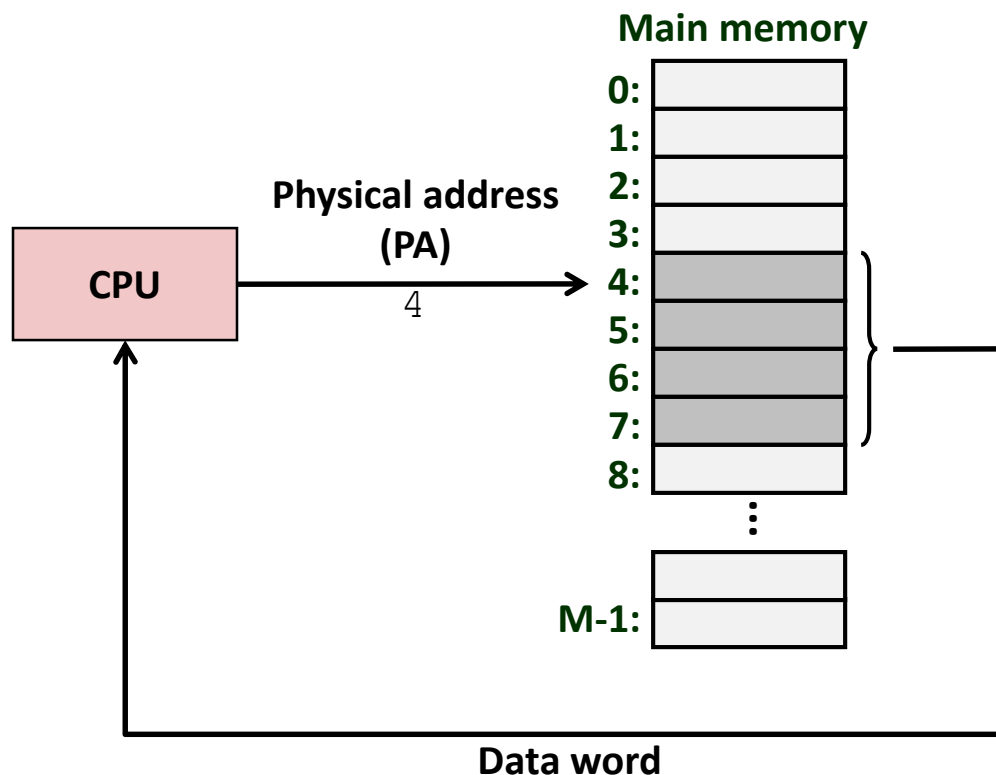 Main memory
0:
1:
2:
Physical address
(PA)
3:
CPU
4
4:
5:
6:
7:
8:
...
M-1:
Data word